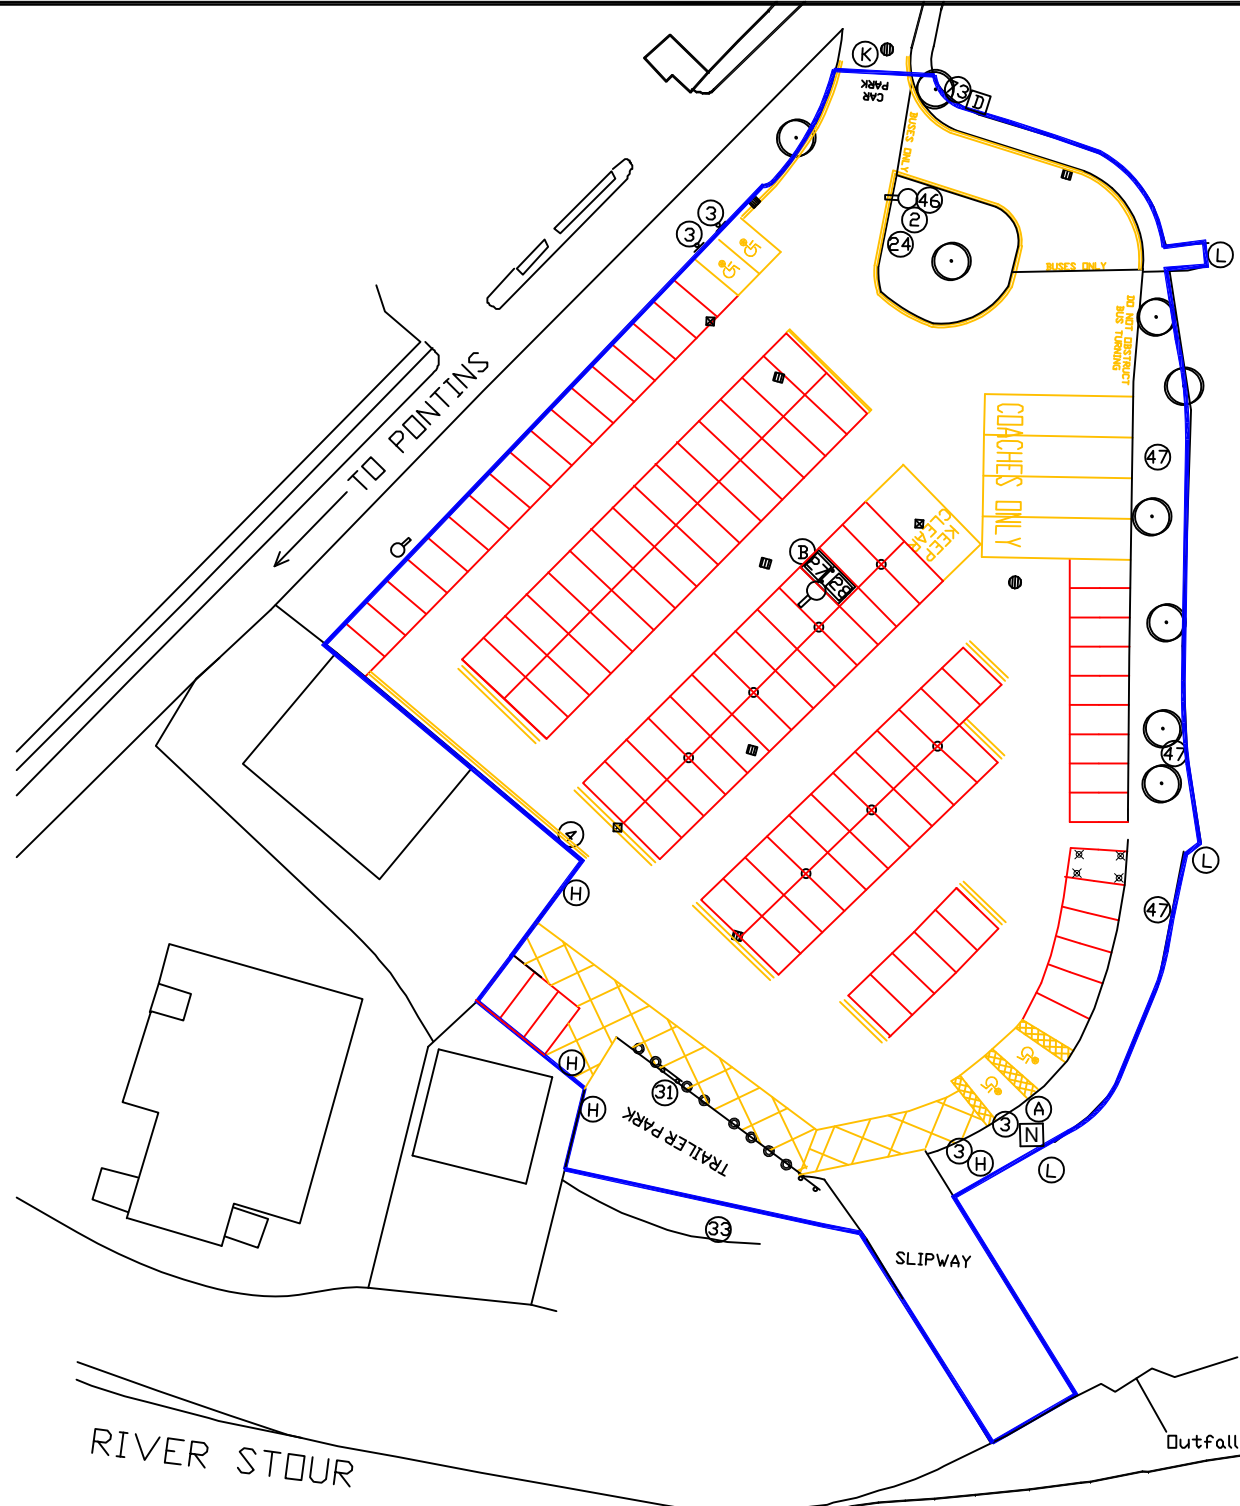 K
CAR
PARK
73
D
BUSES ONLY
3
3
46
2
24
BUSES ONLY
L
DO NOT OBSTRUCT
BUS TURNING
TO PONTINS
COACHES ONLY
47
KEEP
CLEAR
B
27
28
47
4
H
L
47
H
31
H
TRAILER PARK
A
3
N
3
H
L
33
SLIPWAY
RIVER STOUR
Outfall